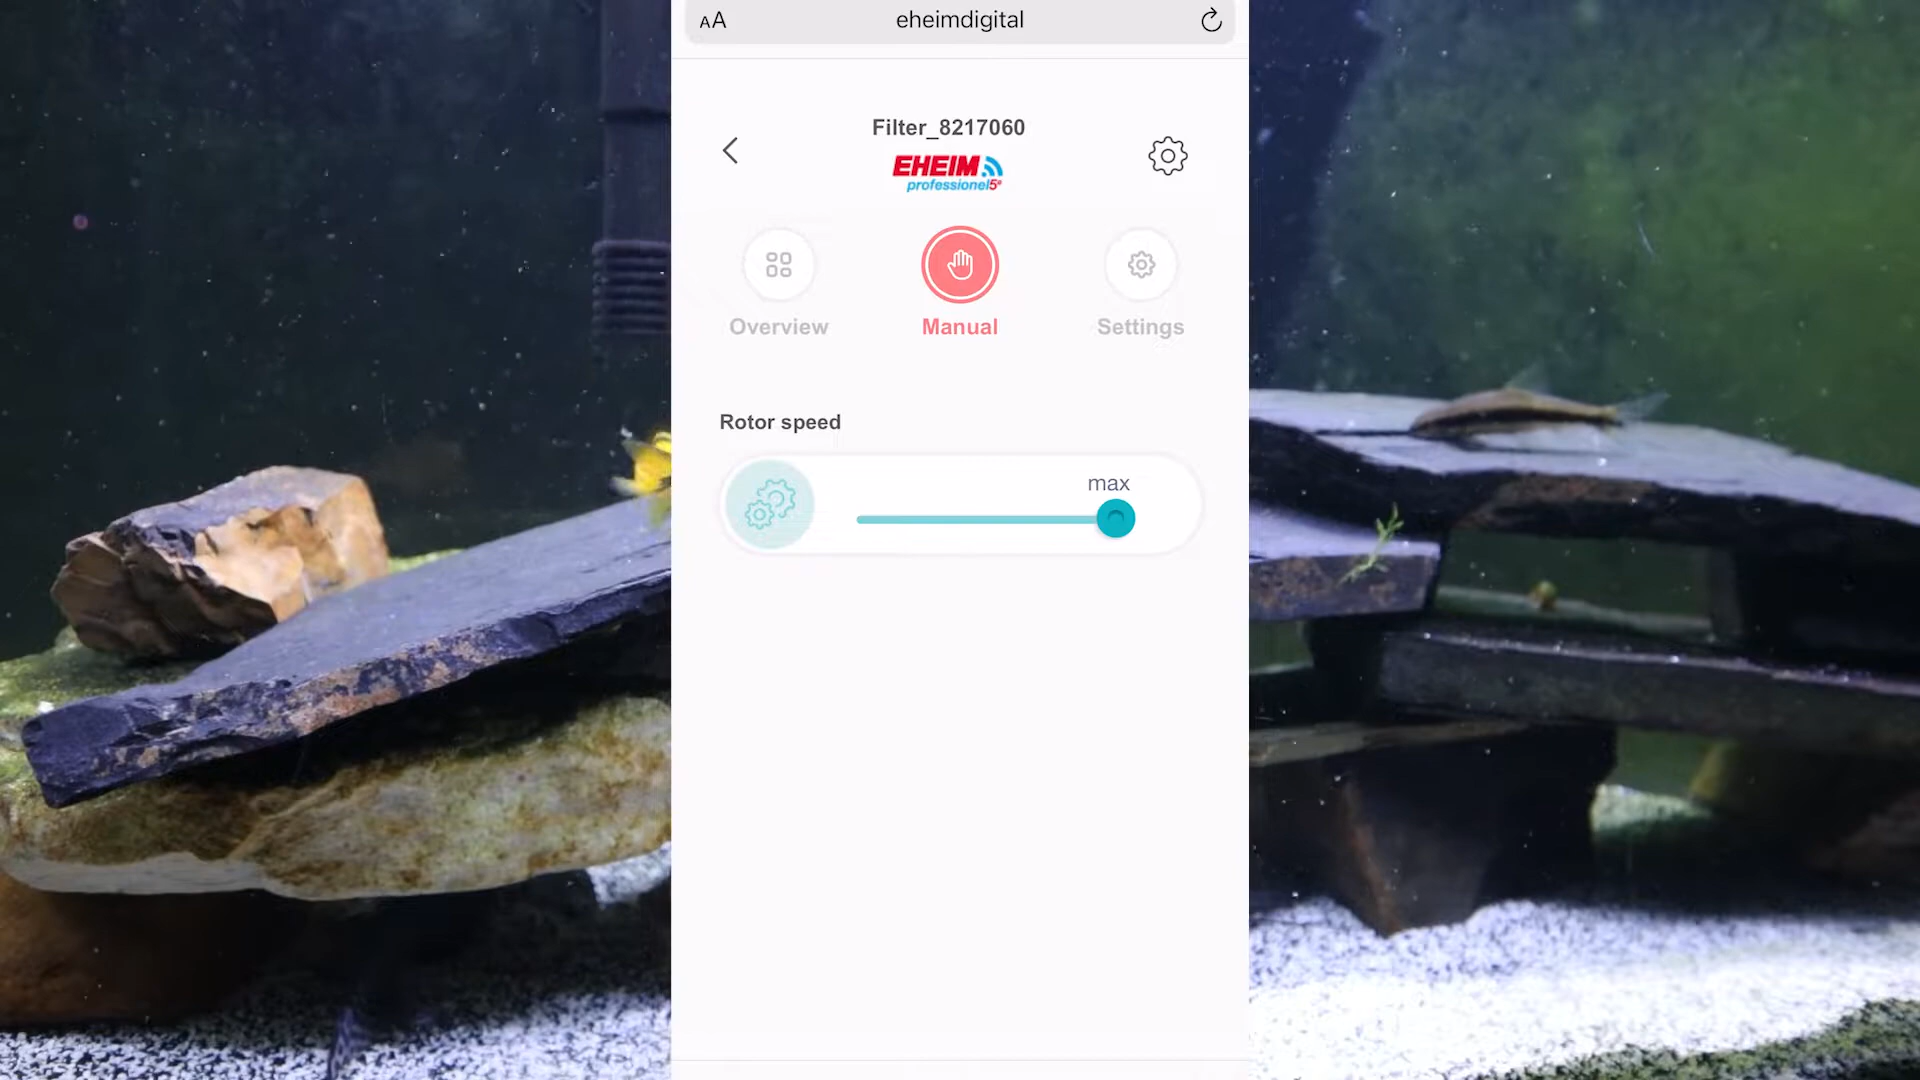 AA eheimdigital
Filter_8217060
EHEIM
professionel5e
Overview
Manual
Settings
Rotor speed
max